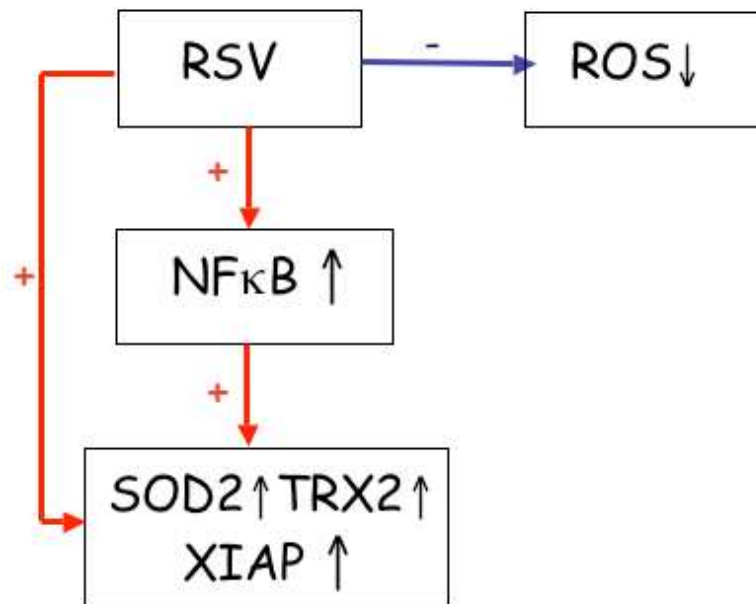 RSV
-
ROS↓
+
+
NFκB ↑
+
SOD2↑TRX2↑
XIAP ↑